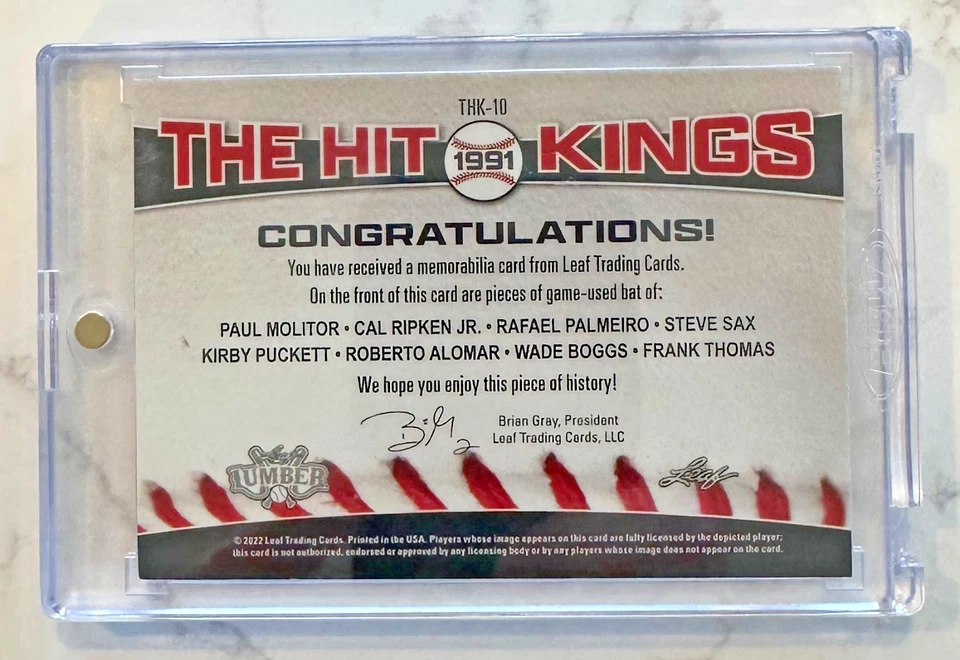 THK-10
THE HIT 1991 KINGS
CONGRATULATIONS!
You have received a memorabilia card from Leaf Trading Cards.
On the front of this card are pieces of game-used bat of:
PAUL MOLITOR • CAL RIPKEN JR. • RAFAEL PALMEIRO • STEVE SAX
KIRBY PUCKETT • ROBERTO ALOMAR • WADE BOGGS • FRANK THOMAS
We hope you enjoy this piece of history!
Brian Gray, President
Leaf Trading Cards, LLC
LUMBER
Leaf
© 2022 Leaf Trading Cards. Printed in the USA. Players whose image appears on this card are fully licensed by the depicted player;
this card is not authorized, endorsed or approved by any licensing body or by any players whose image does not appear on the card.